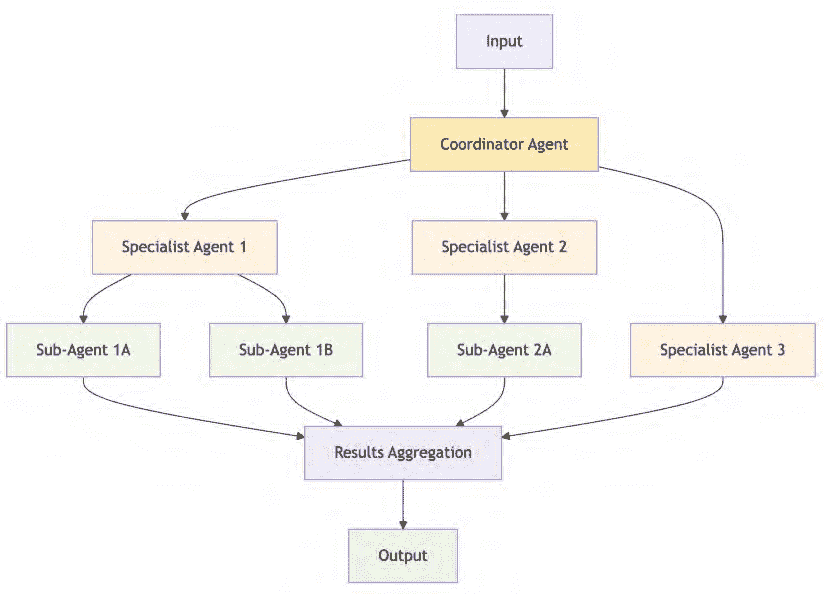 Input
Coordinator Agent
Specialist Agent 1
Specialist Agent 2
Sub-Agent 1A
Sub-Agent 1B
Sub-Agent 2A
Specialist Agent 3
Results Aggregation
Output